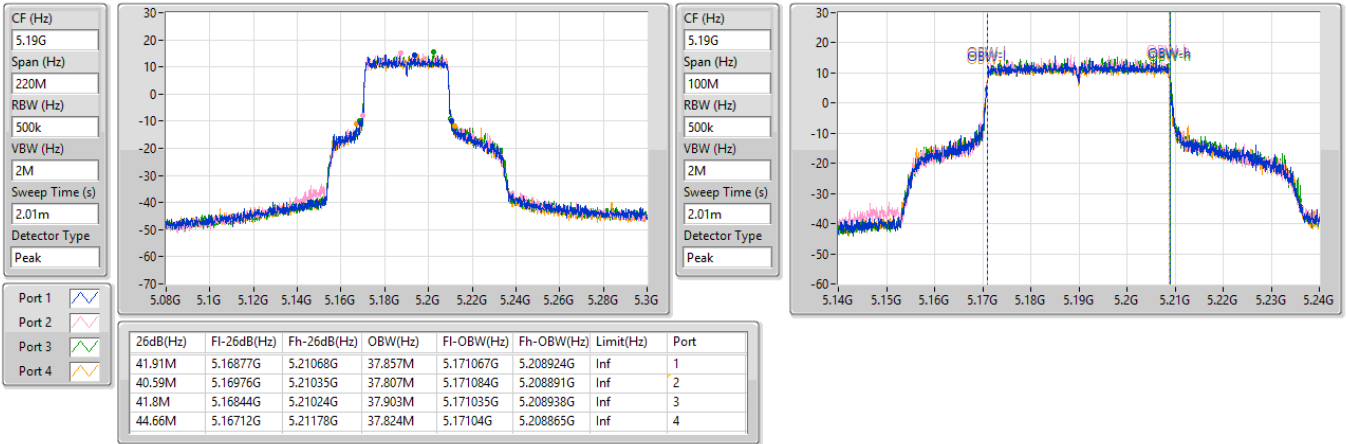 CF (Hz)
5.19G
Span (Hz)
220M
RBW (Hz)
500k
VBW (Hz)
2M
Sweep Time (s)
2.01m
Detector Type
Peak
30
20
10
0
-10
-20
-30
-40
-50
-60
-70
5.08G 5.1G 5.12G 5.14G 5.16G 5.18G 5.2G 5.22G 5.24G 5.26G 5.28G 5.3G
CF (Hz)
5.19G
Span (Hz)
100M
RBW (Hz)
500k
VBW (Hz)
2M
Sweep Time (s)
2.01m
Detector Type
Peak
30
20
10
0
-10
-20
-30
-40
-50
-60
OBW-l OBW-h
5.14G 5.15G 5.16G 5.17G 5.18G 5.19G 5.2G 5.21G 5.22G 5.23G 5.24G
Port 1
Port 2
Port 3
Port 4
26dB(Hz) Fl-26dB(Hz) Fh-26dB(Hz) OBW(Hz) Fl-OBW(Hz) Fh-OBW(Hz) Limit(Hz) Port
41.91M 5.16877G 5.21068G 37.857M 5.171067G 5.208924G Inf 1
40.59M 5.16976G 5.21035G 37.807M 5.171084G 5.208891G Inf 2
41.8M 5.16844G 5.21024G 37.903M 5.171035G 5.208938G Inf 3
44.66M 5.16712G 5.21178G 37.824M 5.17104G 5.208865G Inf 4